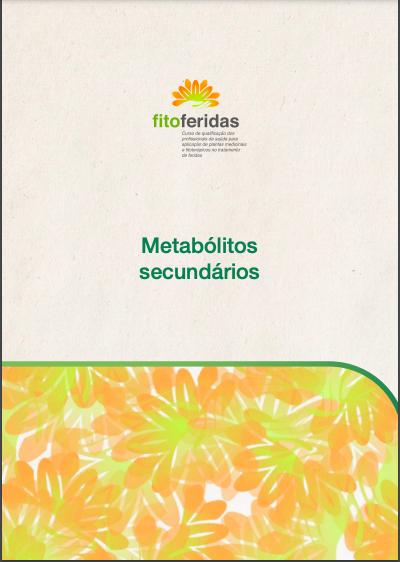 fitoferidas
Curso de qualificação dos
profissionais da saúde para
aplicação de plantas medicinais
e fitoterápicos no tratamento
de feridas
Metabólitos
secundários